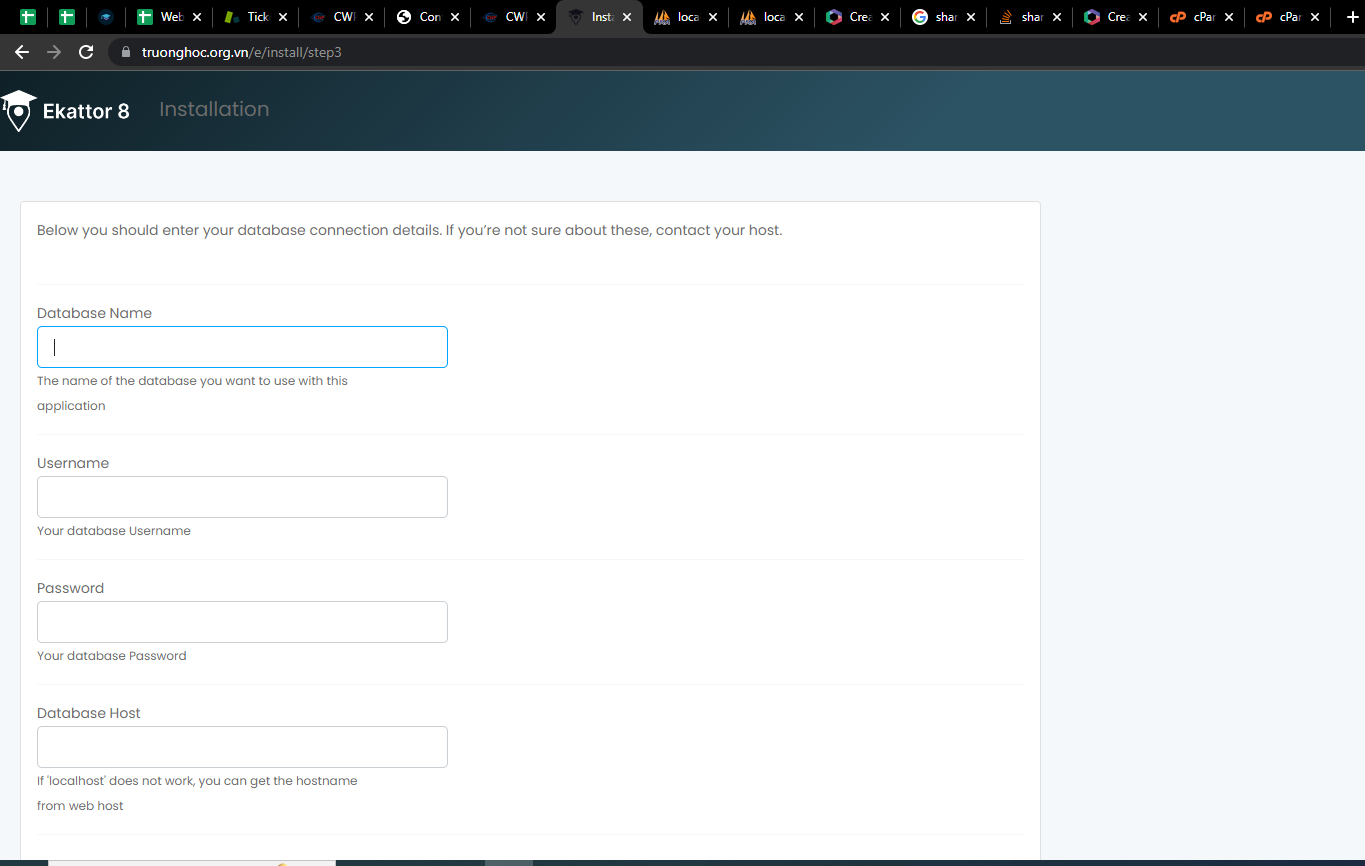 Web
Tick
CW
Con
CW
Inst
loca
loca
Crea
shar
shar
Crea
cPar
cPar
truonghoc.org.vn/e/install/step3
Ekattor 8 Installation
Below you should enter your database connection details. If you’re not sure about these, contact your host.
Database Name
The name of the database you want to use with this
application
Username
Your database Username
Password
Your database Password
Database Host
If 'localhost' does not work, you can get the hostname
from web host